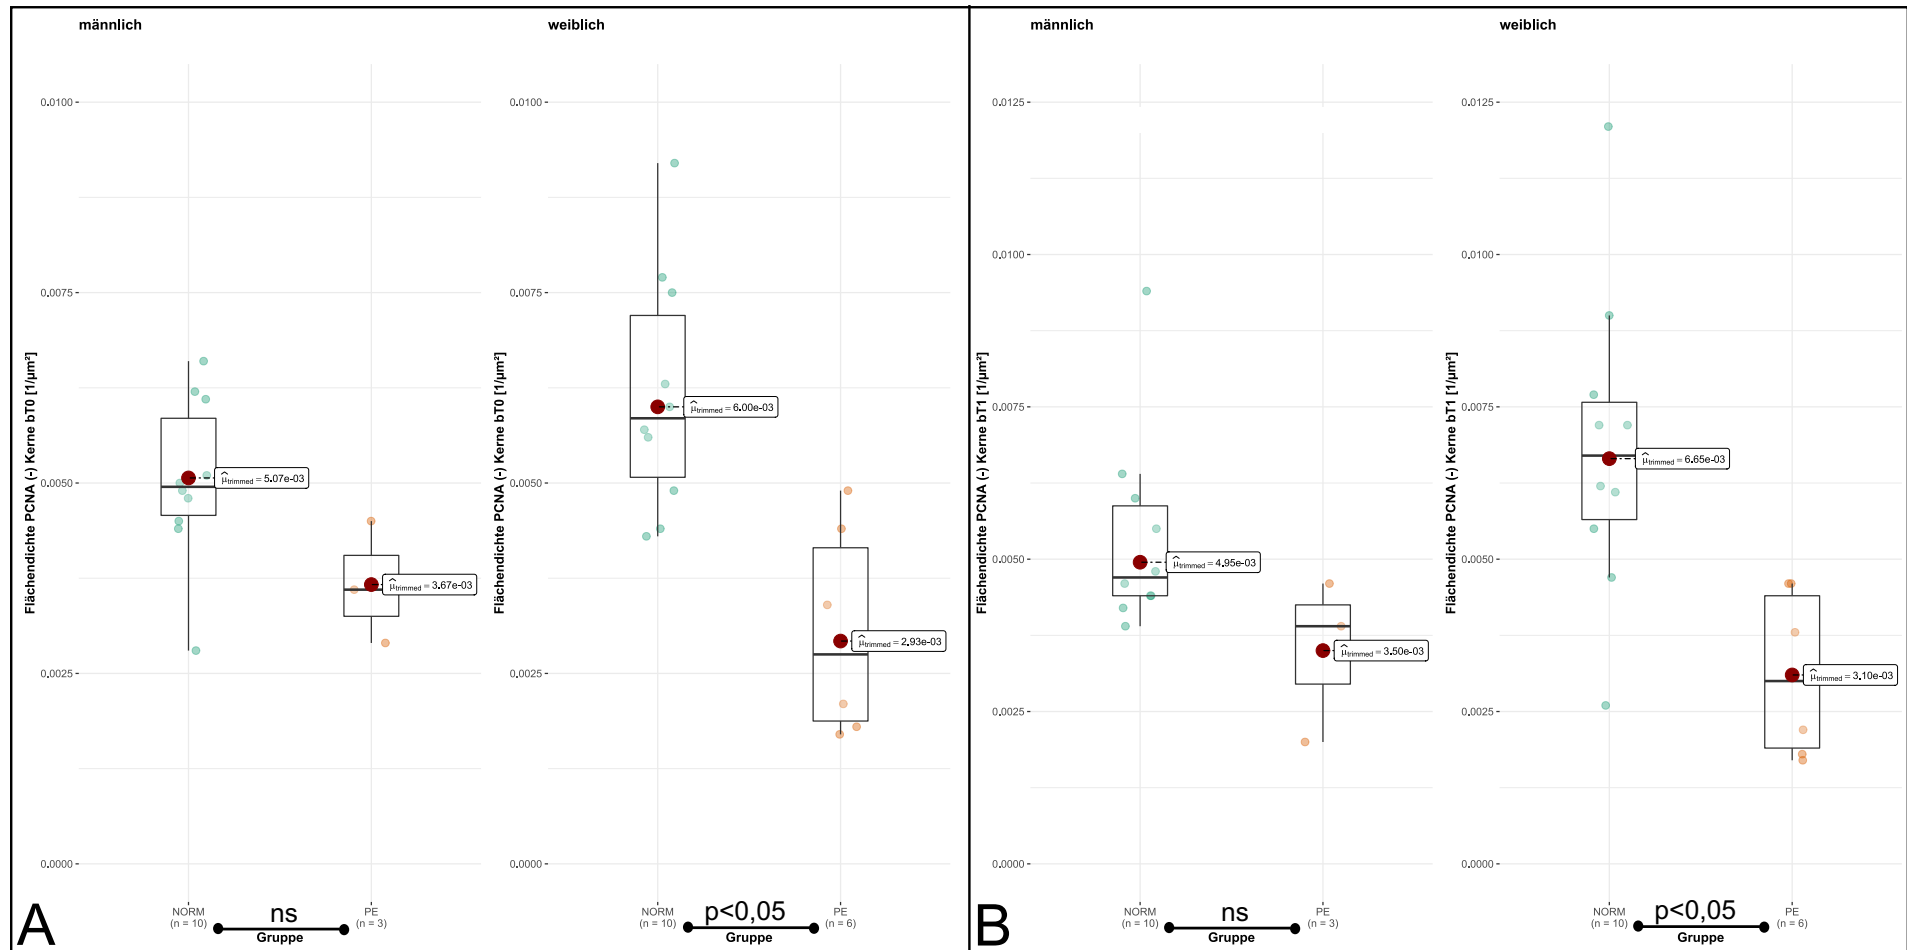 männlich
0.0100
0.0075
0.0050
0.0025
0.0000
Flächendichte PCNA (-) Kerne bT0 [1/µm²]
μ̂trimmed = 5.07e-03
μ̂trimmed = 3.67e-03
NORM
(n = 10)
PE
(n = 3)
ns
Gruppe
weiblich
0.0100
0.0075
0.0050
0.0025
0.0000
Flächendichte PCNA (-) Kerne bT0 [1/µm²]
μ̂trimmed = 6.00e-03
μ̂trimmed = 2.93e-03
NORM
(n = 10)
PE
(n = 6)
p<0,05
Gruppe
A
männlich
0.0125
0.0100
0.0075
0.0050
0.0025
0.0000
Flächendichte PCNA (-) Kerne bT1 [1/µm²]
μ̂trimmed = 4.95e-03
μ̂trimmed = 3.50e-03
NORM
(n = 10)
PE
(n = 3)
ns
Gruppe
weiblich
0.0125
0.0100
0.0075
0.0050
0.0025
0.0000
Flächendichte PCNA (-) Kerne bT1 [1/µm²]
μ̂trimmed = 6.65e-03
μ̂trimmed = 3.10e-03
NORM
(n = 10)
PE
(n = 6)
p<0,05
Gruppe
B